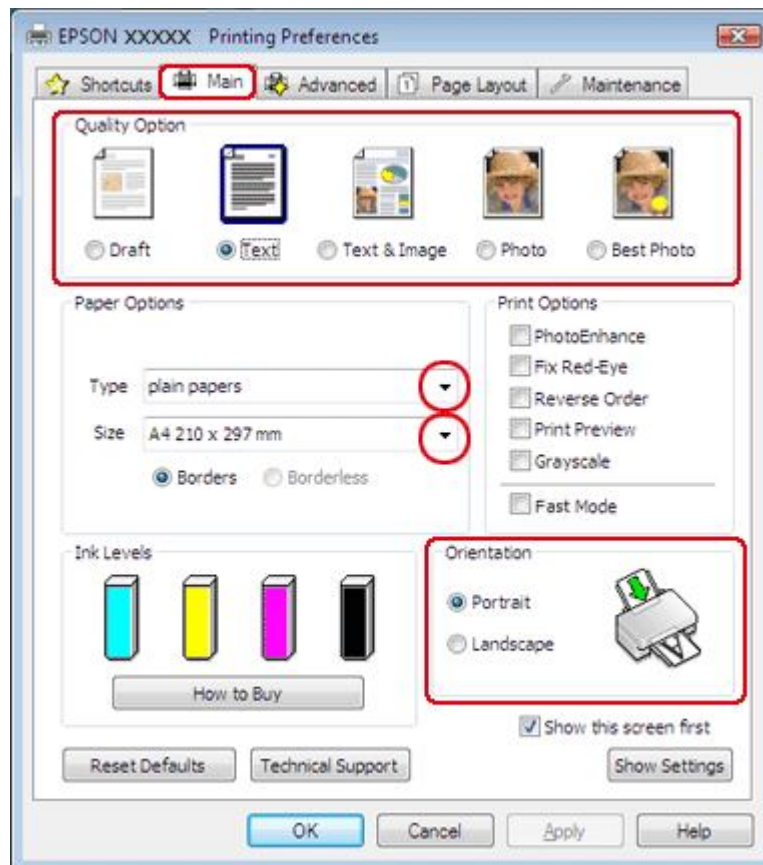 EPSON XXXXX Printing Preferences
Shortcuts Main Advanced 1 Page Layout Maintenance
Quality Option
Draft Text Text & Image Photo Best Photo
Paper Options
Type plain papers
Size A4 210 x 297 mm
Borders Borderless
Print Options
PhotoEnhance
Fix Red-Eye
Reverse Order
Print Preview
Grayscale
Fast Mode
Ink Levels
How to Buy
Orientation
Portrait
Landscape
A
Show this screen first
Reset Defaults Technical Support Show Settings
OK Cancel Apply Help